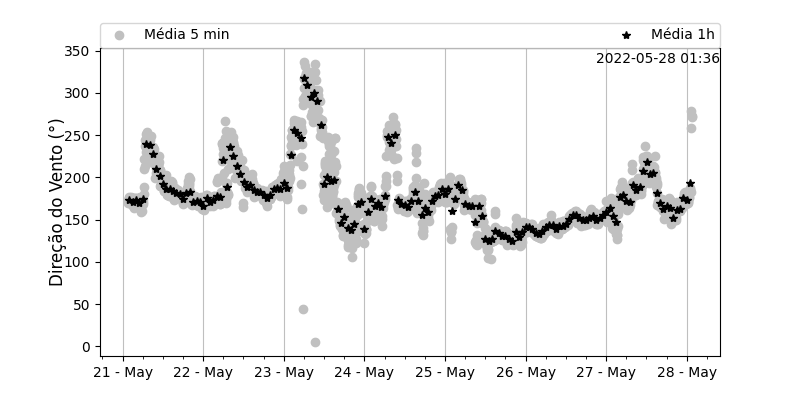 Média 5 min
Média 1h
2022-05-28 01:36
350
300
250
200
150
100
50
0
Direção do Vento (°)
21 - May
22 - May
23 - May
24 - May
25 - May
26 - May
27 - May
28 - May